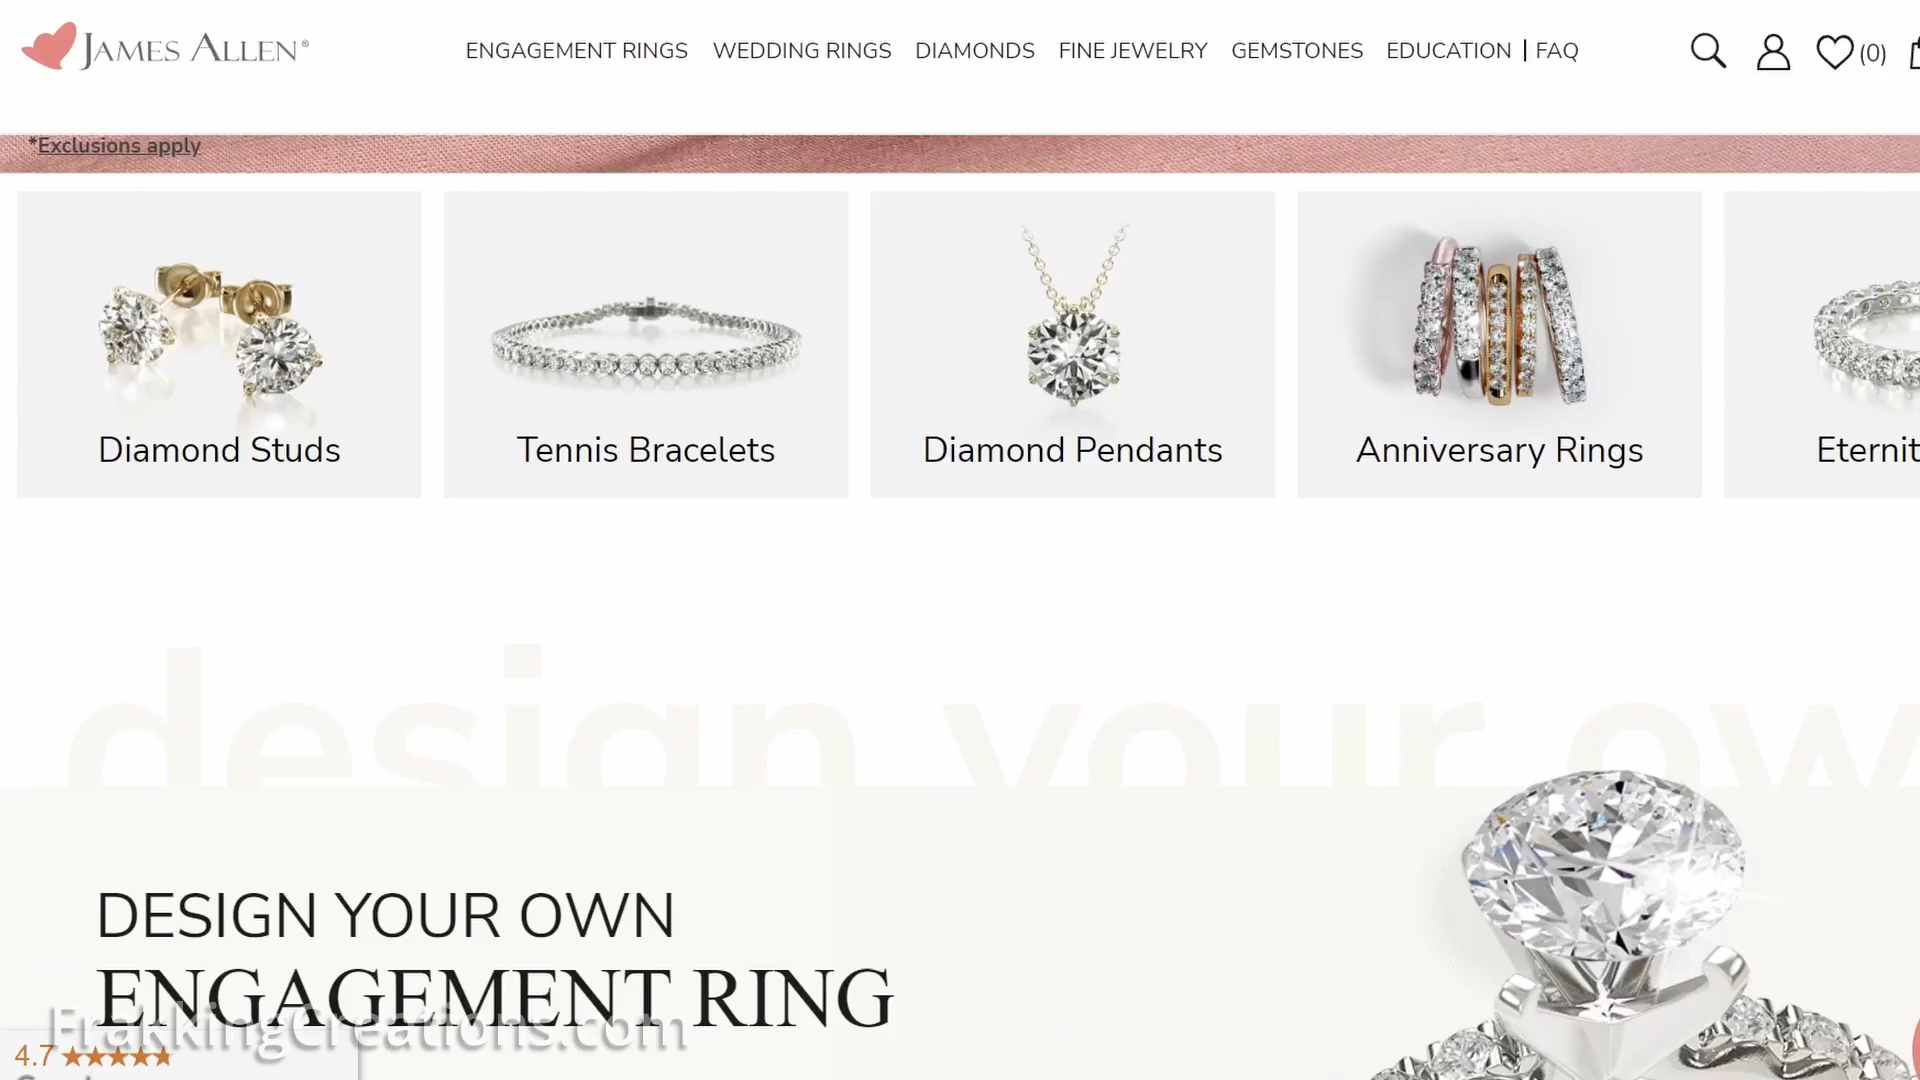 JAMES ALLEN®
ENGAGEMENT RINGS WEDDING RINGS DIAMONDS FINE JEWELRY GEMSTONES EDUCATION | FAQ
(0)
*Exclusions apply
Diamond Studs
Tennis Bracelets
Diamond Pendants
Anniversary Rings
Eternit
design your ow
DESIGN YOUR OWN
ENGAGEMENT RING
FrakkingCreations.com
4.7